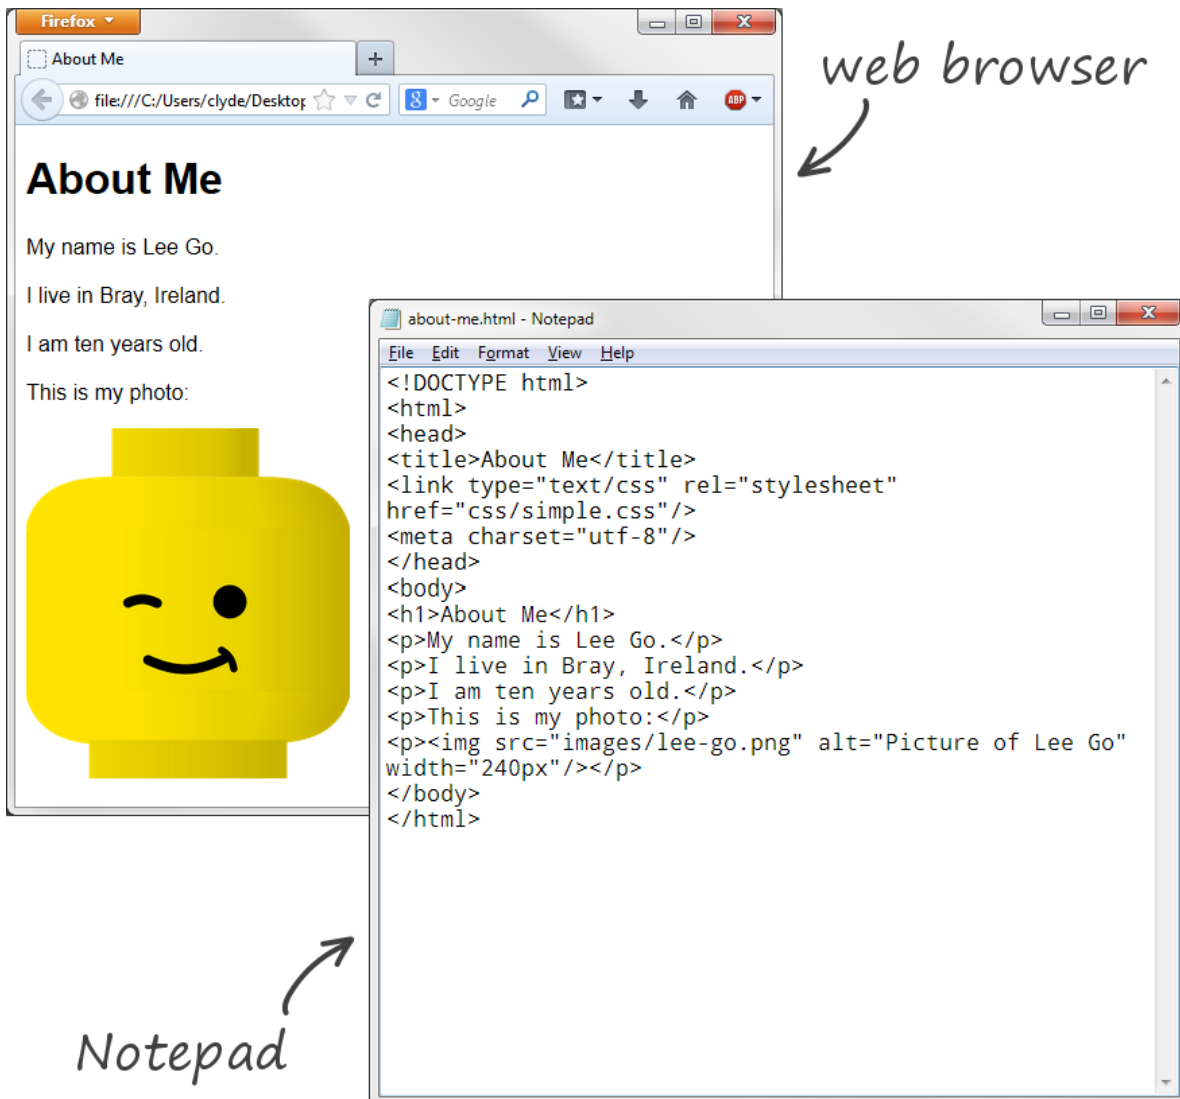 Firefox
About Me
file:///C:/Users/clyde/Desktop
8 Google
ABP
web browser
About Me
My name is Lee Go.
I live in Bray, Ireland.
I am ten years old.
This is my photo:
about-me.html - Notepad
File Edit Format View Help
<!DOCTYPE html>
<html>
<head>
<title>About Me</title>
<link type="text/css" rel="stylesheet"
href="css/simple.css"/>
<meta charset="utf-8"/>
</head>
<body>
<h1>About Me</h1>
<p>My name is Lee Go.</p>
<p>I live in Bray, Ireland.</p>
<p>I am ten years old.</p>
<p>This is my photo:</p>
<p><img src="images/lee-go.png" alt="Picture of Lee Go"
width="240px"/></p>
</body>
</html>
Notepad